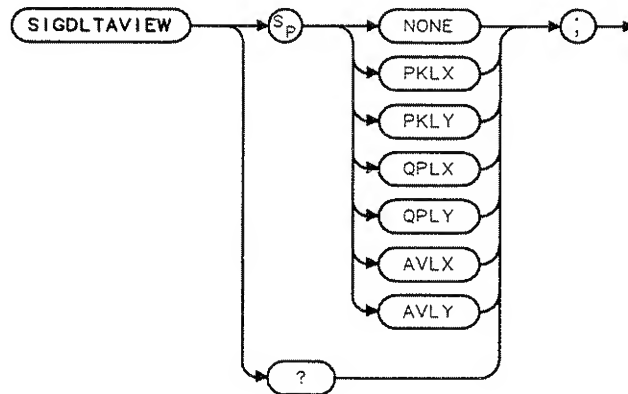 SIGDLTAVIEW SP NONE ;
PKLX
PKLY
QPLX
QPLY
AVLX
AVLY
?